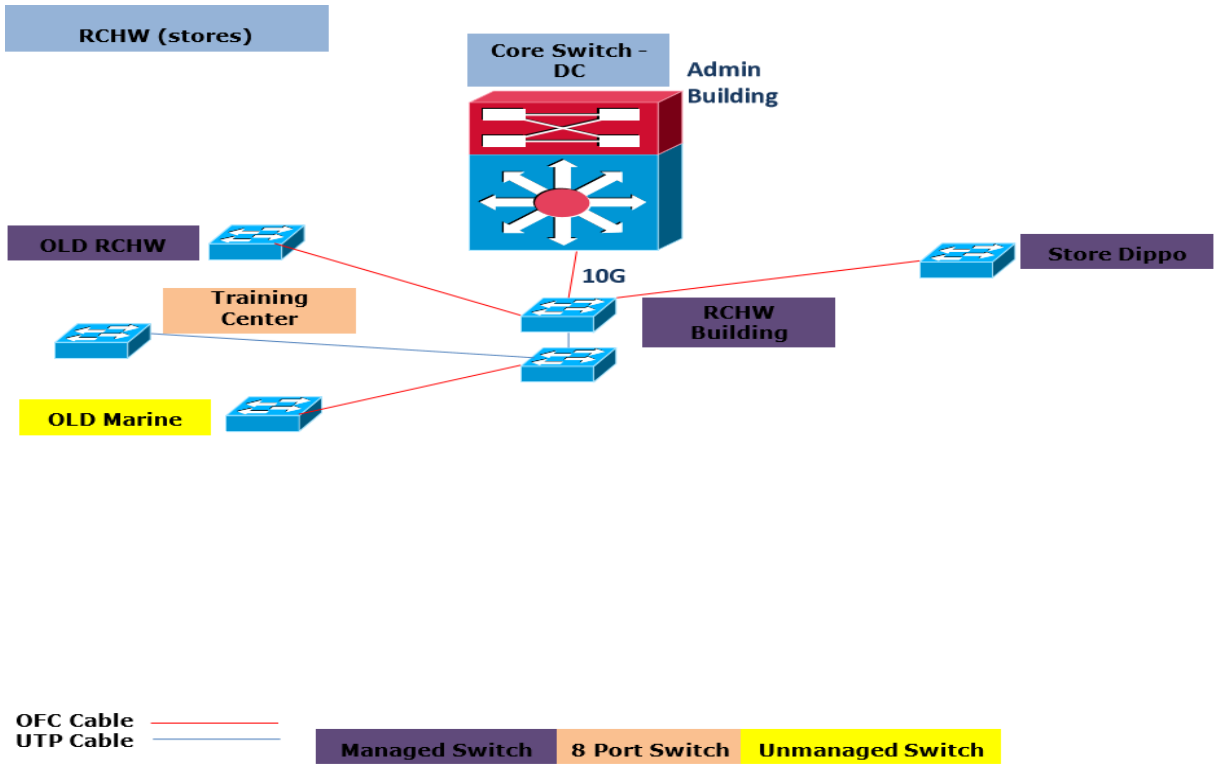 RCHW (stores)
Core Switch -
DC
Admin
Building
OLD RCHW
Store Dippo
10G
Training
Center
RCHW
Building
OLD Marine
OFC Cable
UTP Cable
Managed Switch
8 Port Switch
Unmanaged Switch